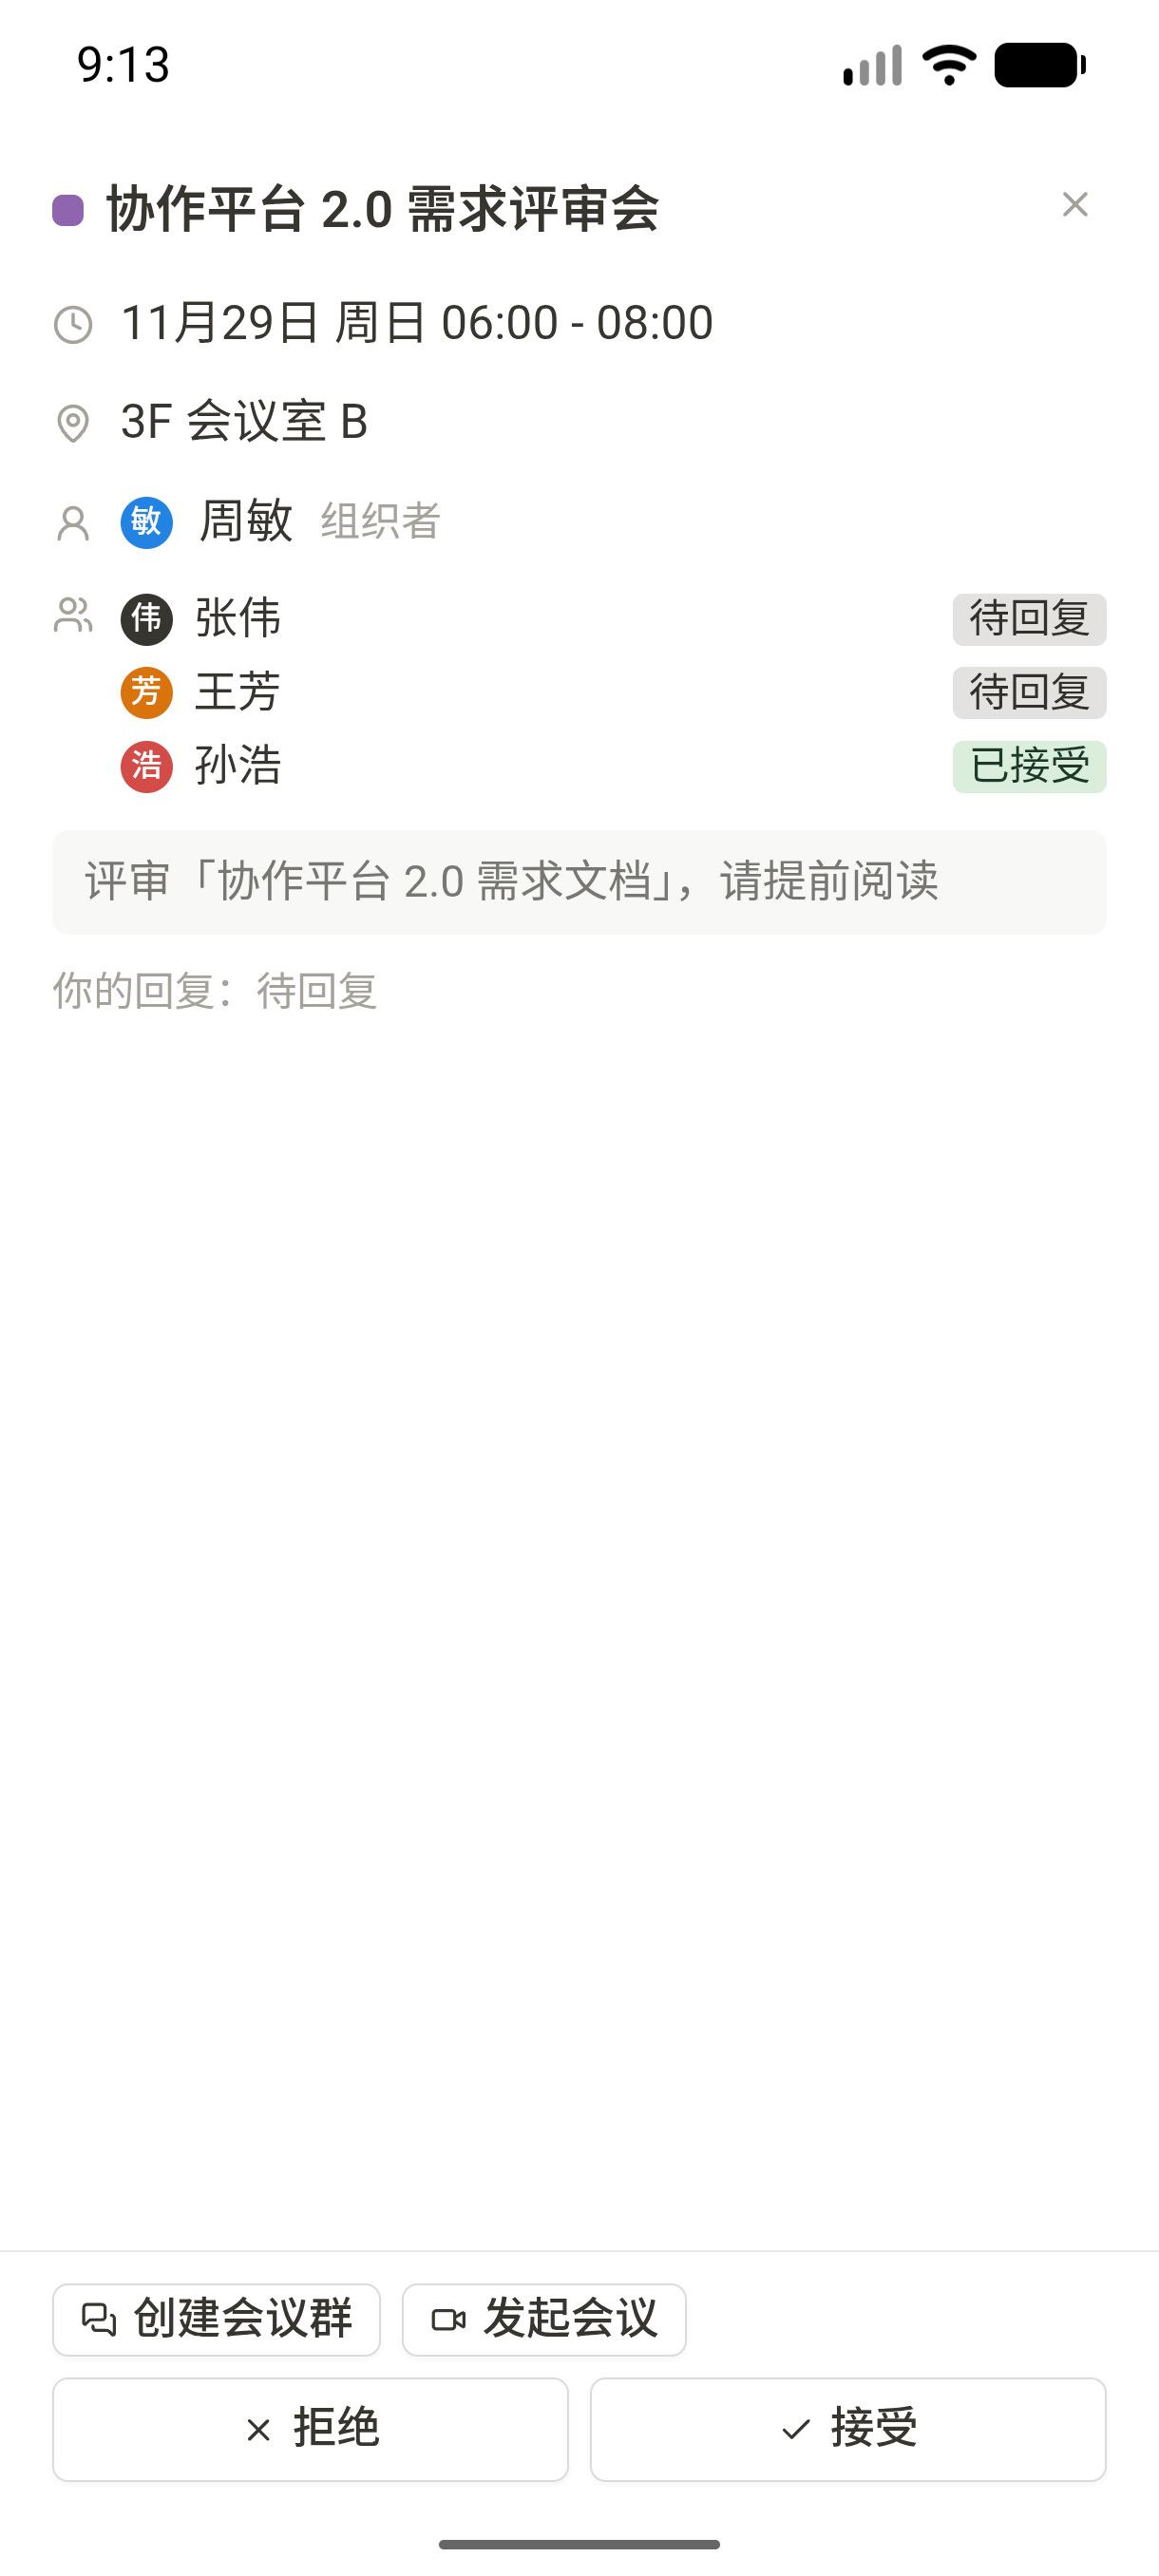 9:13
协作平台 2.0 需求评审会
11月29日 周日 06:00 - 08:00
3F 会议室 B
敏 周敏 组织者
伟 张伟 待回复
芳 王芳 待回复
浩 孙浩 已接受
评审「协作平台 2.0 需求文档」，请提前阅读
你的回复：待回复
创建会议群 发起会议
拒绝 接受